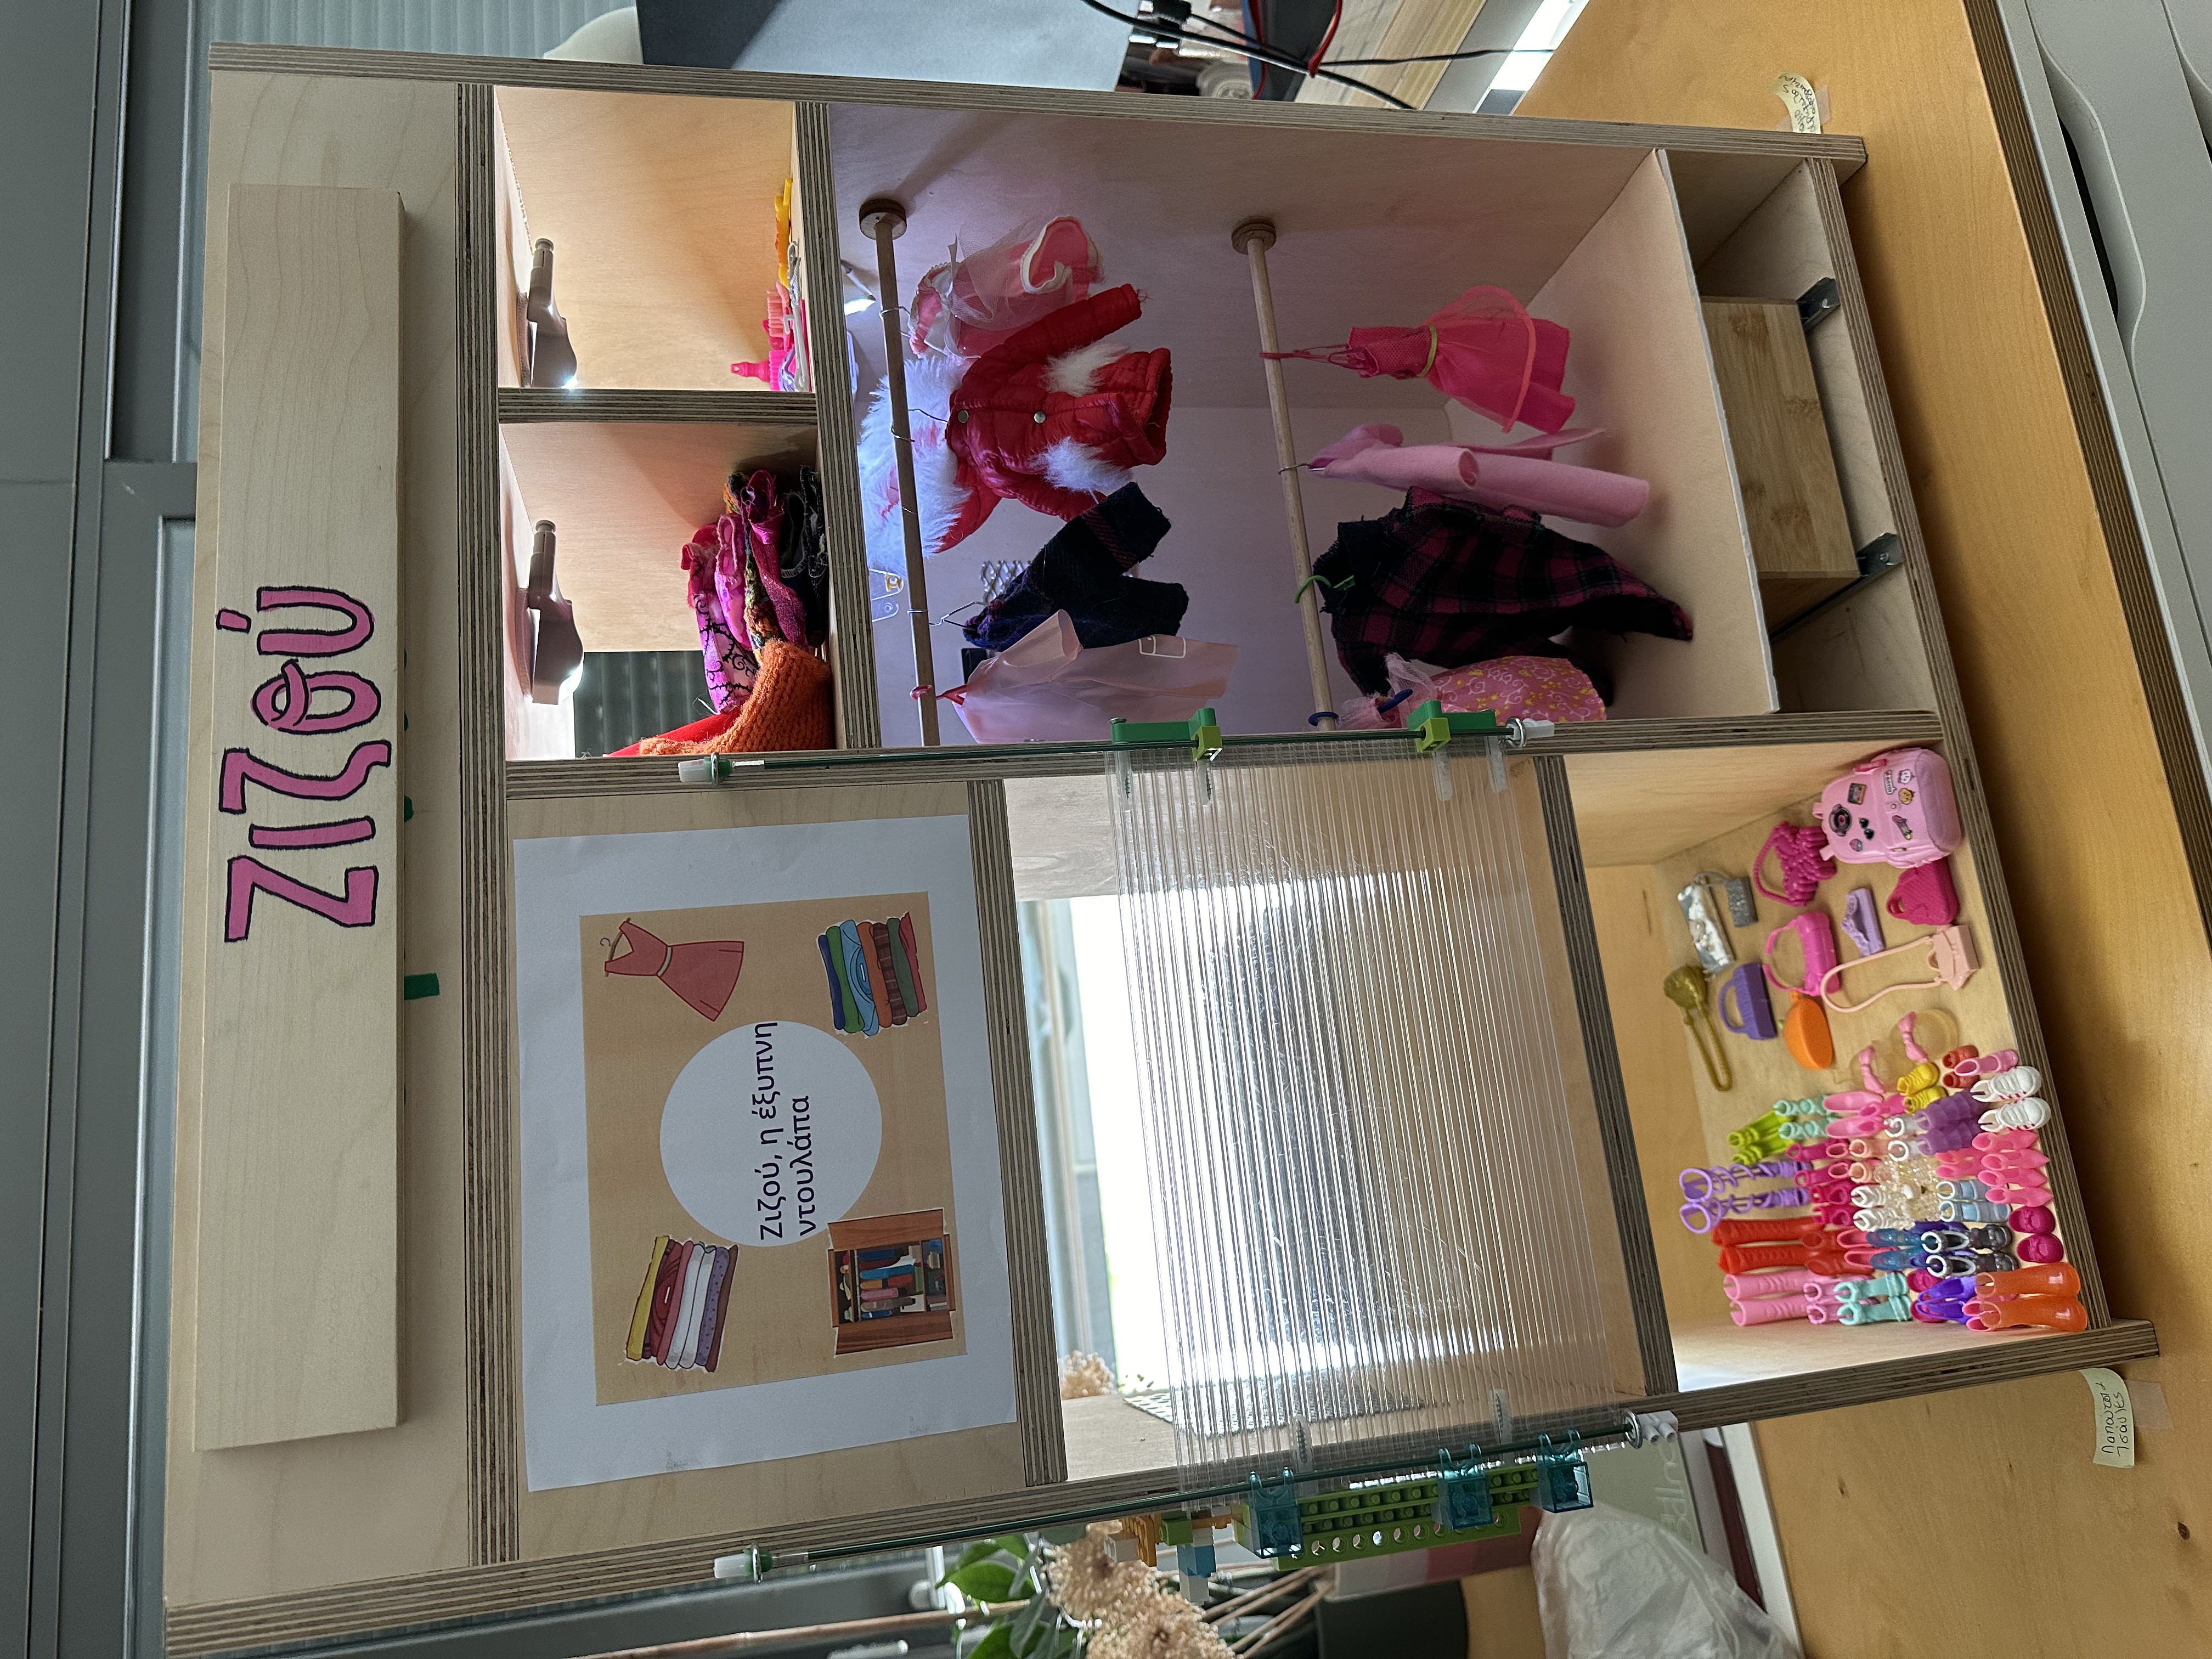 Ζιζού
Ζιζού, η έξυπνη
ντουλάπα
Παπούτσια
Τσάντες